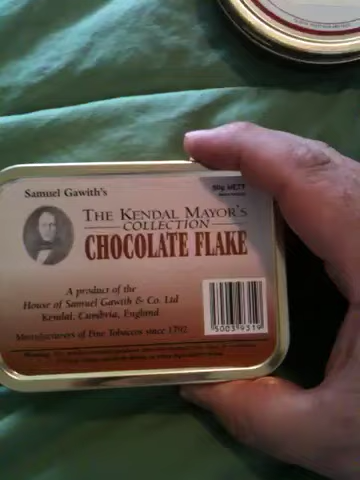 Samuel Gawith's
50g NETT
THE KENDAL MAYOR'S
COLLECTION
CHOCOLATE FLAKE
A product of the
House of Samuel Gawith & Co. Ltd
Kendal, Cumbria, England
Manufacturers of Fine Tobaccos since 1792